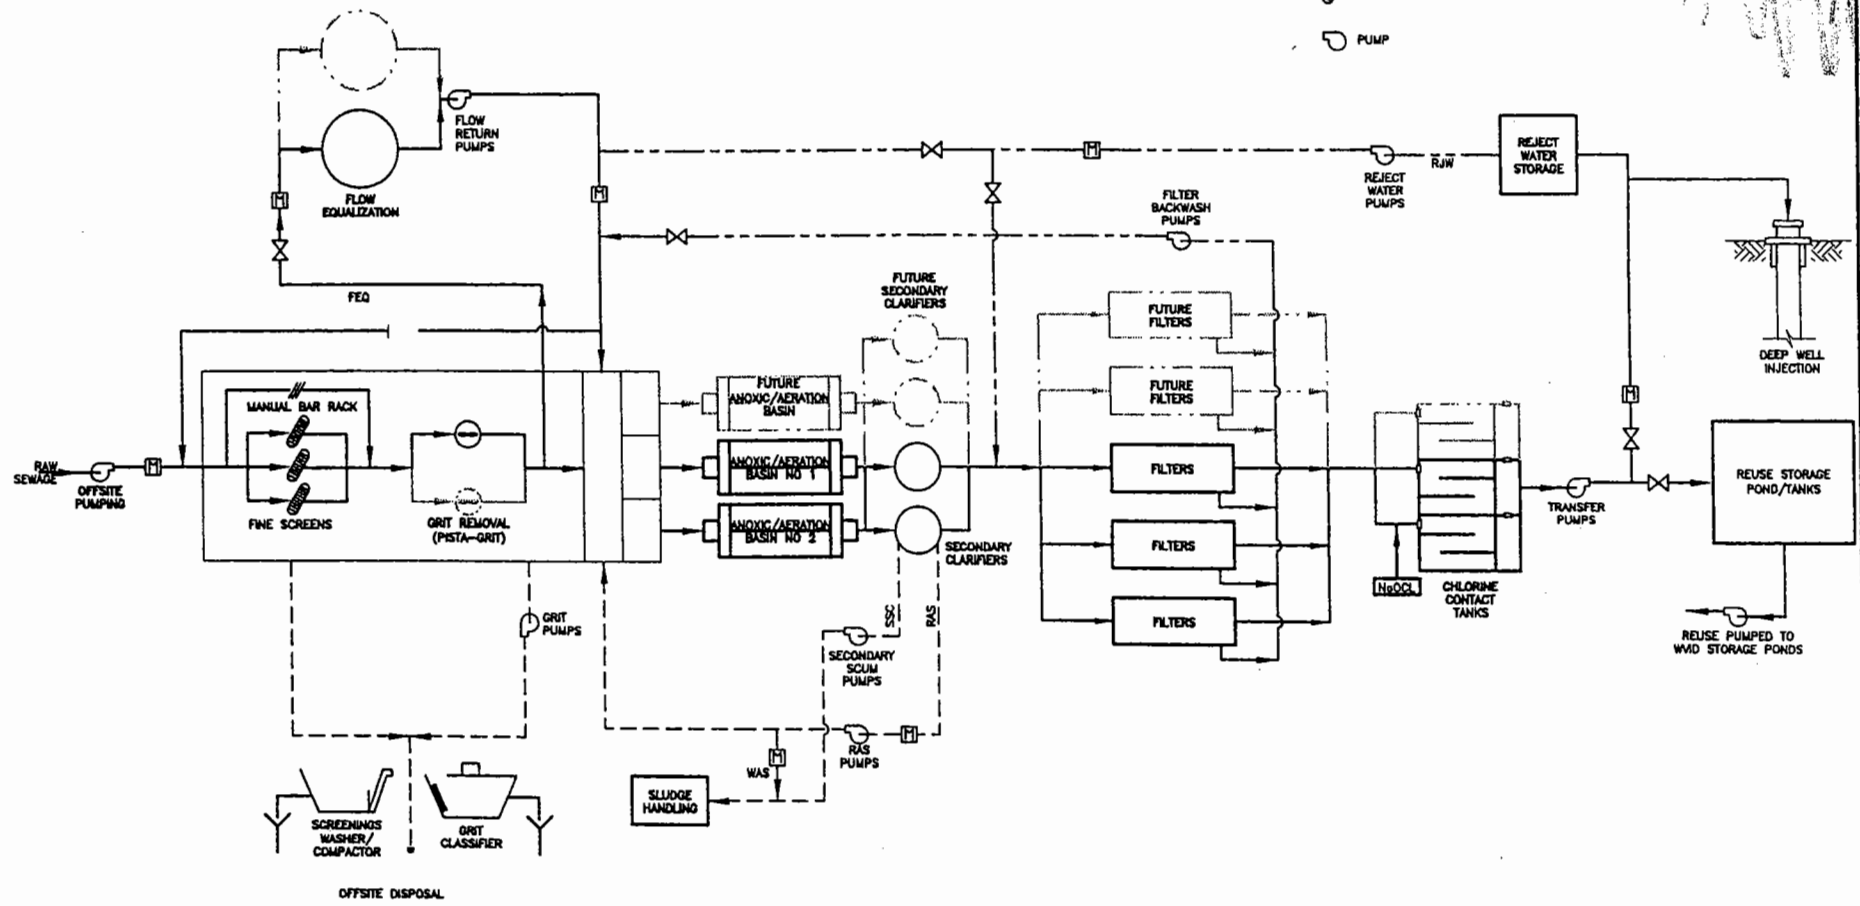 PUMP
FLOW
RETURN
PUMPS
FLOW
EQUALIZATION
M
M
M
RJW
REJECT
WATER
PUMPS
REJECT
WATER
STORAGE
FILTER
BACKWASH
PUMPS
FEQ
FUTURE
SECONDARY
CLARIFIERS
FUTURE
FILTERS
DEEP WELL
INJECTION
MANUAL BAR RACK
FUTURE
ANOXIC/AERATION
BASIN
FUTURE
FILTERS
M
RAW
SEWAGE
OFFSITE
PUMPING
M
FINE SCREENS
GRIT REMOVAL
(PISTA-GRIT)
ANOXIC/AERATION
BASIN NO 1
ANOXIC/AERATION
BASIN NO 2
SECONDARY
CLARIFIERS
FILTERS
FILTERS
FILTERS
NaOCL
CHLORINE
CONTACT
TANKS
TRANSFER
PUMPS
REUSE STORAGE
POND/TANKS
REUSE PUMPED TO
WVID STORAGE PONDS
GRIT
PUMPS
SSC
RAS
SECONDARY
SCUM
PUMPS
M
RAS
PUMPS
M
WAS
SLUDGE
HANDLING
SCREENINGS
WASHER/
COMPACTOR
GRIT
CLASSIFIER
OFFSITE DISPOSAL